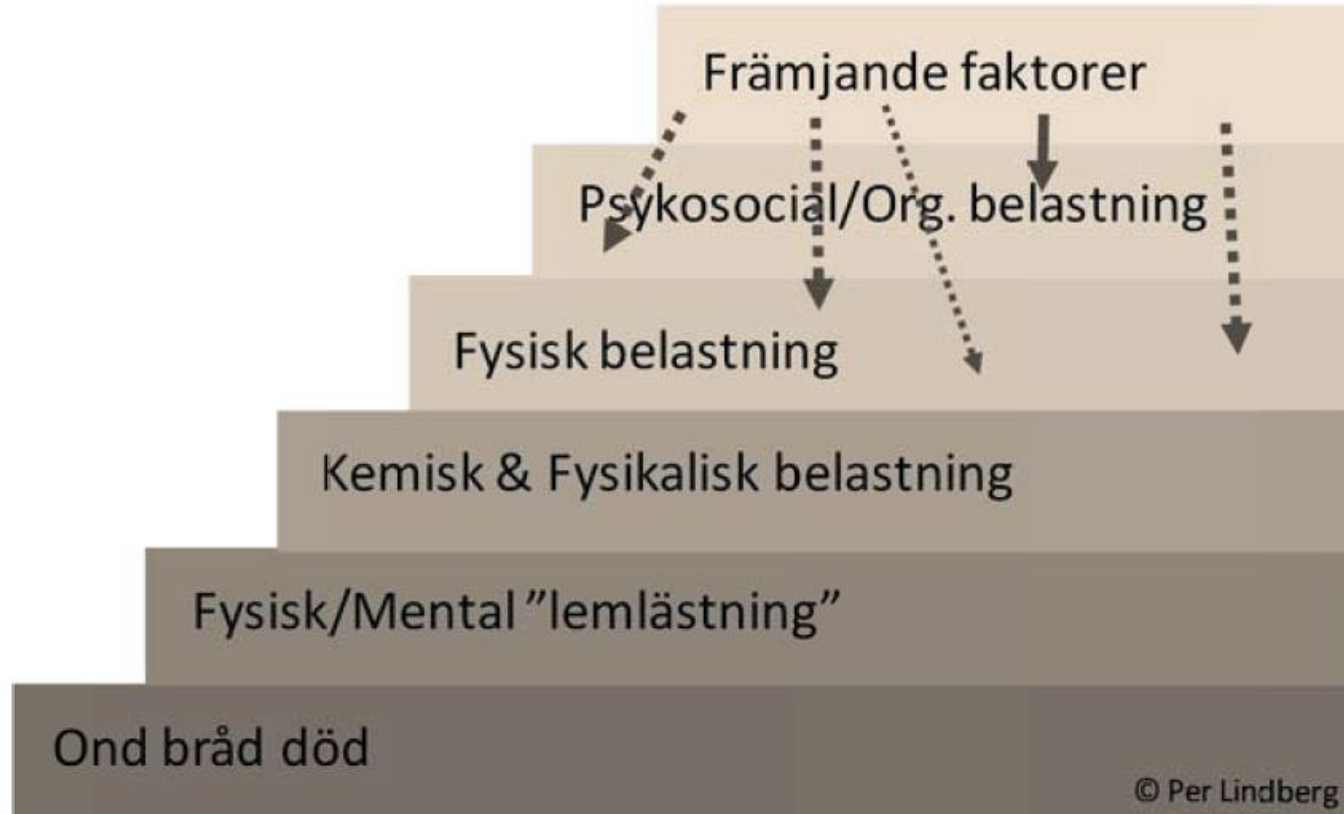 Främjande faktorer
Psykosocial/Org. belastning
Fysisk belastning
Kemisk & Fysikalisk belastning
Fysisk/Mental ”lemlästning”
Ond bråd död
© Per Lindberg